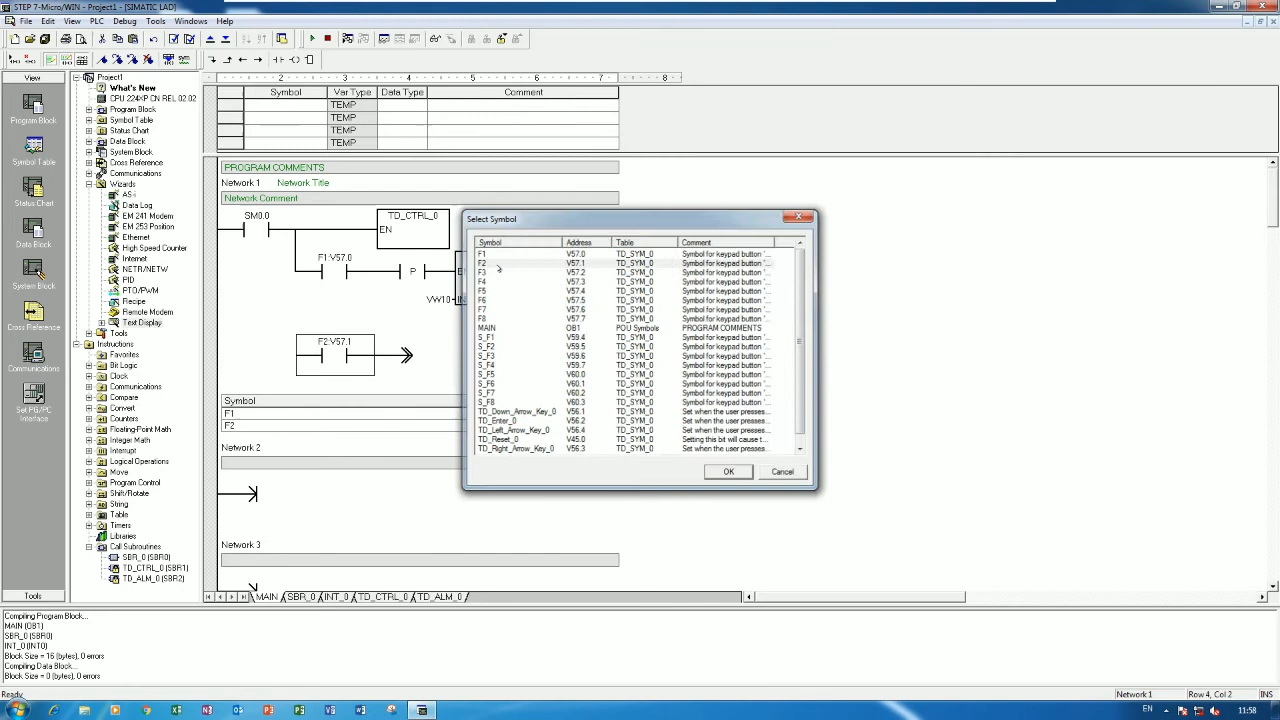 STEP 7-Micro/WIN - Project1 - [SIMATIC LAD]
File Edit View PLC Debug Tools Windows Help
View
Program Block
Symbol Table
Status Chart
Data Block
System Block
Cross Reference
Communications
Set PG/PC Interface
Tools
Project1
What's New
CPU 224XP CN REL 02.02
Program Block
Symbol Table
Status Chart
Data Block
System Block
Cross Reference
Communications
Wizards
AS-i
Data Log
EM 241 Modem
EM 253 Position
Ethernet
High Speed Counter
Internet
NETR/NETW
PID
PTO/PWM
Recipe
Remote Modem
Text Display
Tools
Instructions
Favorites
Bit Logic
Clock
Communications
Compare
Convert
Counters
Floating-Point Math
Integer Math
Interrupt
Logical Operations
Move
Program Control
Shift/Rotate
String
Table
Timers
Libraries
Call Subroutines
SBR_0 (SBR0)
TD_CTRL_0 (SBR1)
TD_ALM_0 (SBR2)
2 3 4 5 6 7 8
Symbol Var Type Data Type Comment
TEMP
TEMP
TEMP
TEMP
PROGRAM COMMENTS
Network 1 Network Title
Network Comment
SM0.0 TD_CTRL_0
EN
F1:V57.0
P
VW10 IN
F2:V57.1
Symbol
F1
F2
Network 2
Network 3
MAIN SBR_0 INT_0 TD_CTRL_0 TD_ALM_0
Select Symbol
Symbol Address Table Comment
F1 V57.0 TD_SYM_0 Symbol for keypad button '...
F2 V57.1 TD_SYM_0 Symbol for keypad button '...
F3 V57.2 TD_SYM_0 Symbol for keypad button '...
F4 V57.3 TD_SYM_0 Symbol for keypad button '...
F5 V57.4 TD_SYM_0 Symbol for keypad button '...
F6 V57.5 TD_SYM_0 Symbol for keypad button '...
F7 V57.6 TD_SYM_0 Symbol for keypad button '...
F8 V57.7 TD_SYM_0 Symbol for keypad button '...
MAIN OB1 POU Symbols PROGRAM COMMENTS
S_F1 V59.4 TD_SYM_0 Symbol for keypad button '...
S_F2 V59.5 TD_SYM_0 Symbol for keypad button '...
S_F3 V59.6 TD_SYM_0 Symbol for keypad button '...
S_F4 V59.7 TD_SYM_0 Symbol for keypad button '...
S_F5 V60.0 TD_SYM_0 Symbol for keypad button '...
S_F6 V60.1 TD_SYM_0 Symbol for keypad button '...
S_F7 V60.2 TD_SYM_0 Symbol for keypad button '...
S_F8 V60.3 TD_SYM_0 Symbol for keypad button '...
TD_Down_Arrow_Key_0 V56.1 TD_SYM_0 Set when the user presses...
TD_Enter_0 V56.2 TD_SYM_0 Set when the user presses...
TD_Left_Arrow_Key_0 V56.4 TD_SYM_0 Set when the user presses...
TD_Reset_0 V45.0 TD_SYM_0 Setting this bit will cause t...
TD_Right_Arrow_Key_0 V56.3 TD_SYM_0 Set when the user presses...
OK Cancel
Compiling Program Block...
MAIN (OB1)
SBR_0 (SBR0)
INT_0 (INT0)
Block Size = 16 (bytes), 0 errors
Compiling Data Block...
Block Size = 0 (bytes), 0 errors
Ready
Network 1 Row 4, Col 2 INS
EN 11:58